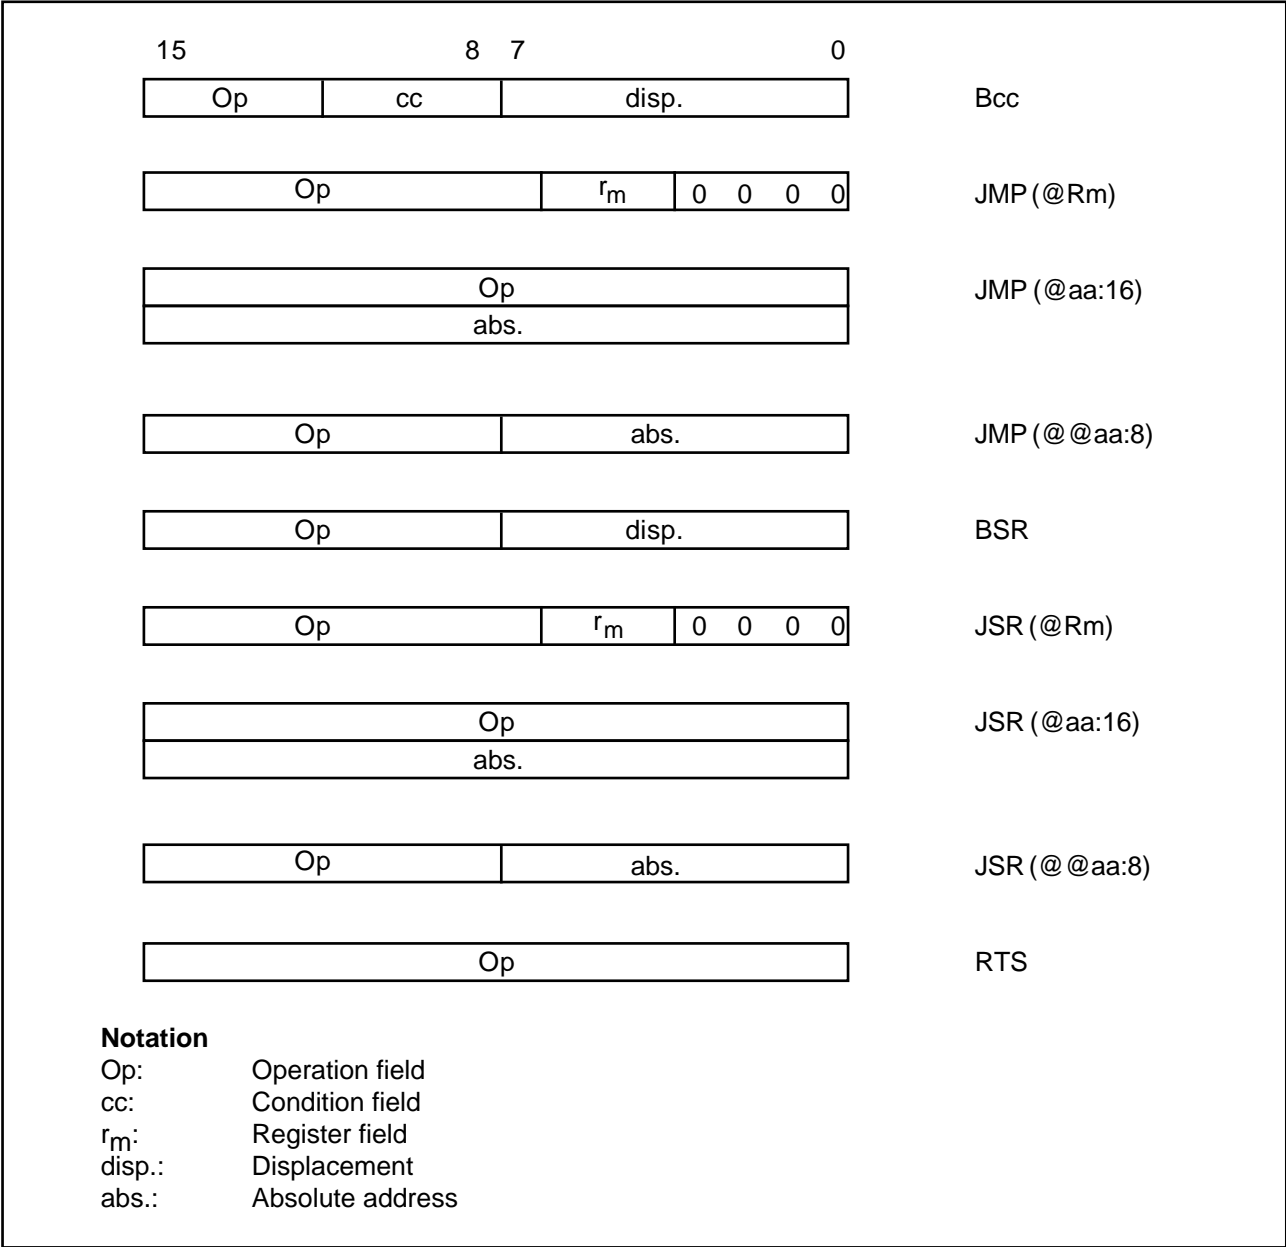 15 8 7 0
Op cc disp. Bcc
Op rm 0 0 0 0 JMP (@Rm)
Op JMP (@aa:16)
abs.
Op abs. JMP (@@aa:8)
Op disp. BSR
Op rm 0 0 0 0 JSR (@Rm)
Op JSR (@aa:16)
abs.
Op abs. JSR (@@aa:8)
Op RTS
Notation
Op: Operation field
cc: Condition field
rm: Register field
disp.: Displacement
abs.: Absolute address